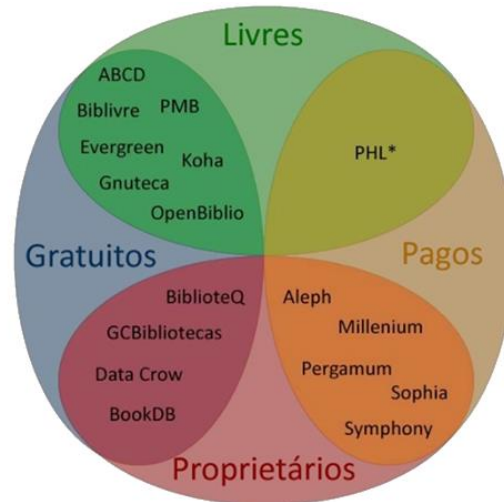 Livres
ABCD
Biblivre
PMB
Evergreen
Koha
Gnuteca
OpenBiblio
PHL*
Gratuitos
Pagos
BiblioteQ
GCBibliotecas
Data Crow
BookDB
Aleph
Millenium
Pergamum
Sophia
Symphony
Proprietários